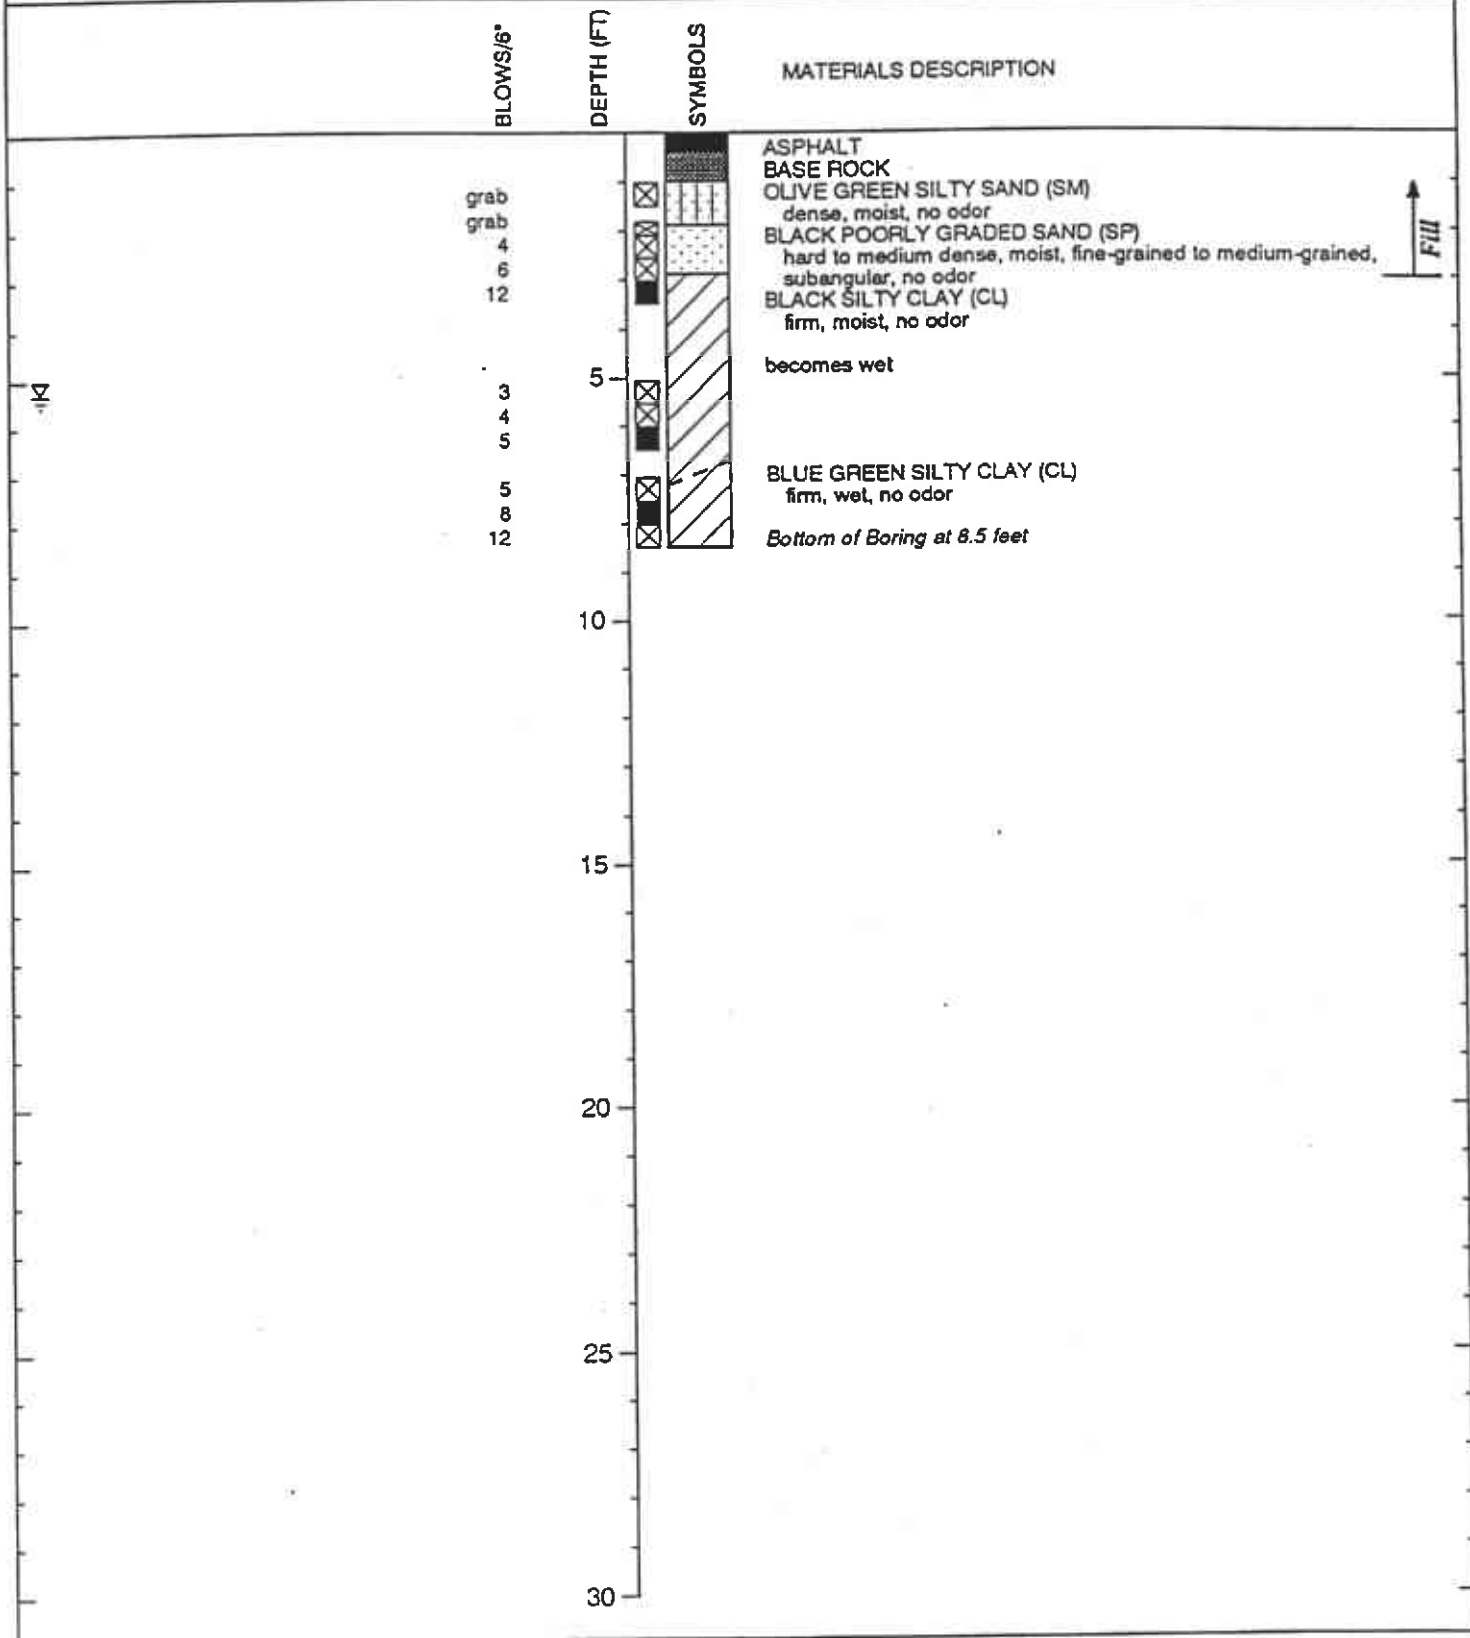 BLOWS/6"
DEPTH (FT)
SYMBOLS
MATERIALS DESCRIPTION
ASPHALT
BASE ROCK
grab
OLIVE GREEN SILTY SAND (SM)
dense, moist, no odor
grab
BLACK POORLY GRADED SAND (SP)
4
hard to medium dense, moist, fine-grained to medium-grained,
6
subangular, no odor
Fill
12
BLACK SILTY CLAY (CL)
firm, moist, no odor
becomes wet
5
3
4
5
BLUE GREEN SILTY CLAY (CL)
5
firm, wet, no odor
8
12
Bottom of Boring at 8.5 feet
10
15
20
25
30